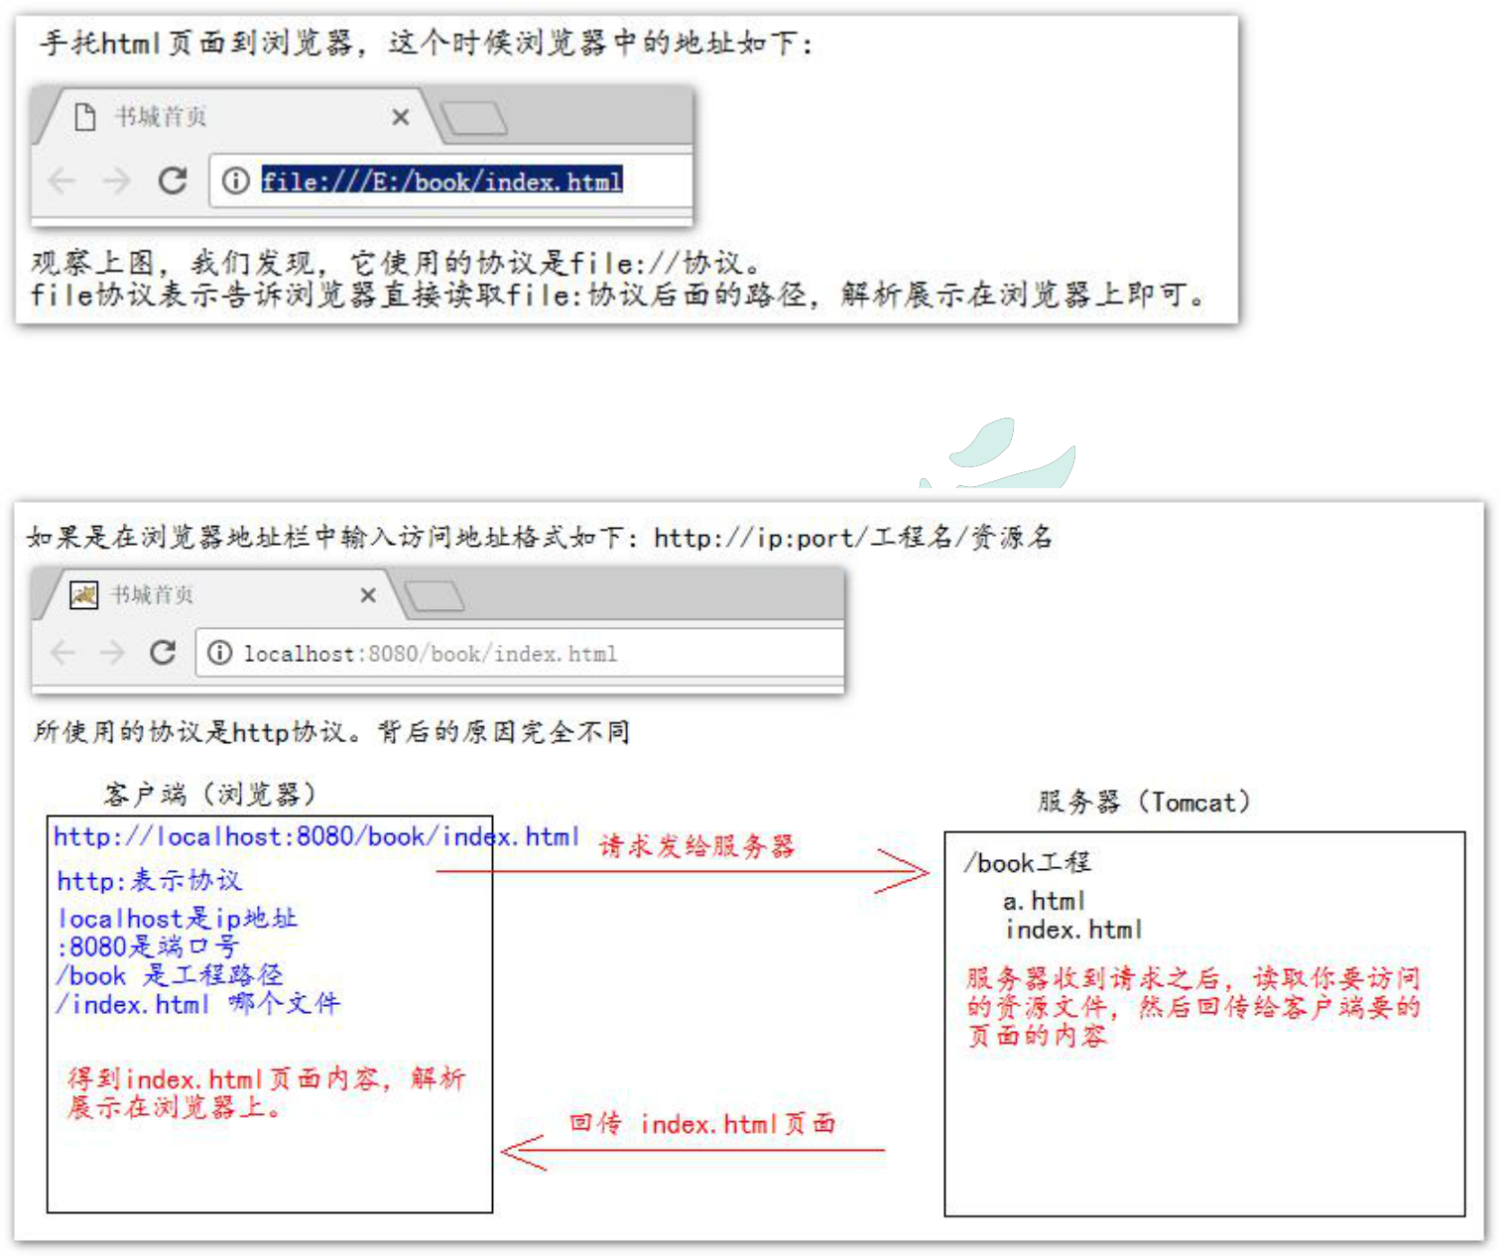 手托html页面到浏览器，这个时候浏览器中的地址如下：
书城首页
file:///E:/book/index.html
观察上图，我们发现，它使用的协议是file://协议。
file协议表示告诉浏览器直接读取file:协议后面的路径，解析展示在浏览器上即可。
如果是在浏览器地址栏中输入访问地址格式如下：http://ip:port/工程名/资源名
书城首页
localhost:8080/book/index.html
所使用的协议是http协议。背后的原因完全不同
客户端（浏览器）
http://localhost:8080/book/index.html
http:表示协议
localhost是ip地址
:8080是端口号
/book 是工程路径
/index.html 哪个文件
得到index.html页面内容，解析
展示在浏览器上。
请求发给服务器
回传 index.html页面
服务器（Tomcat）
/book工程
a.html
index.html
服务器收到请求之后，读取你要访问
的资源文件，然后回传给客户端要的
页面的内容